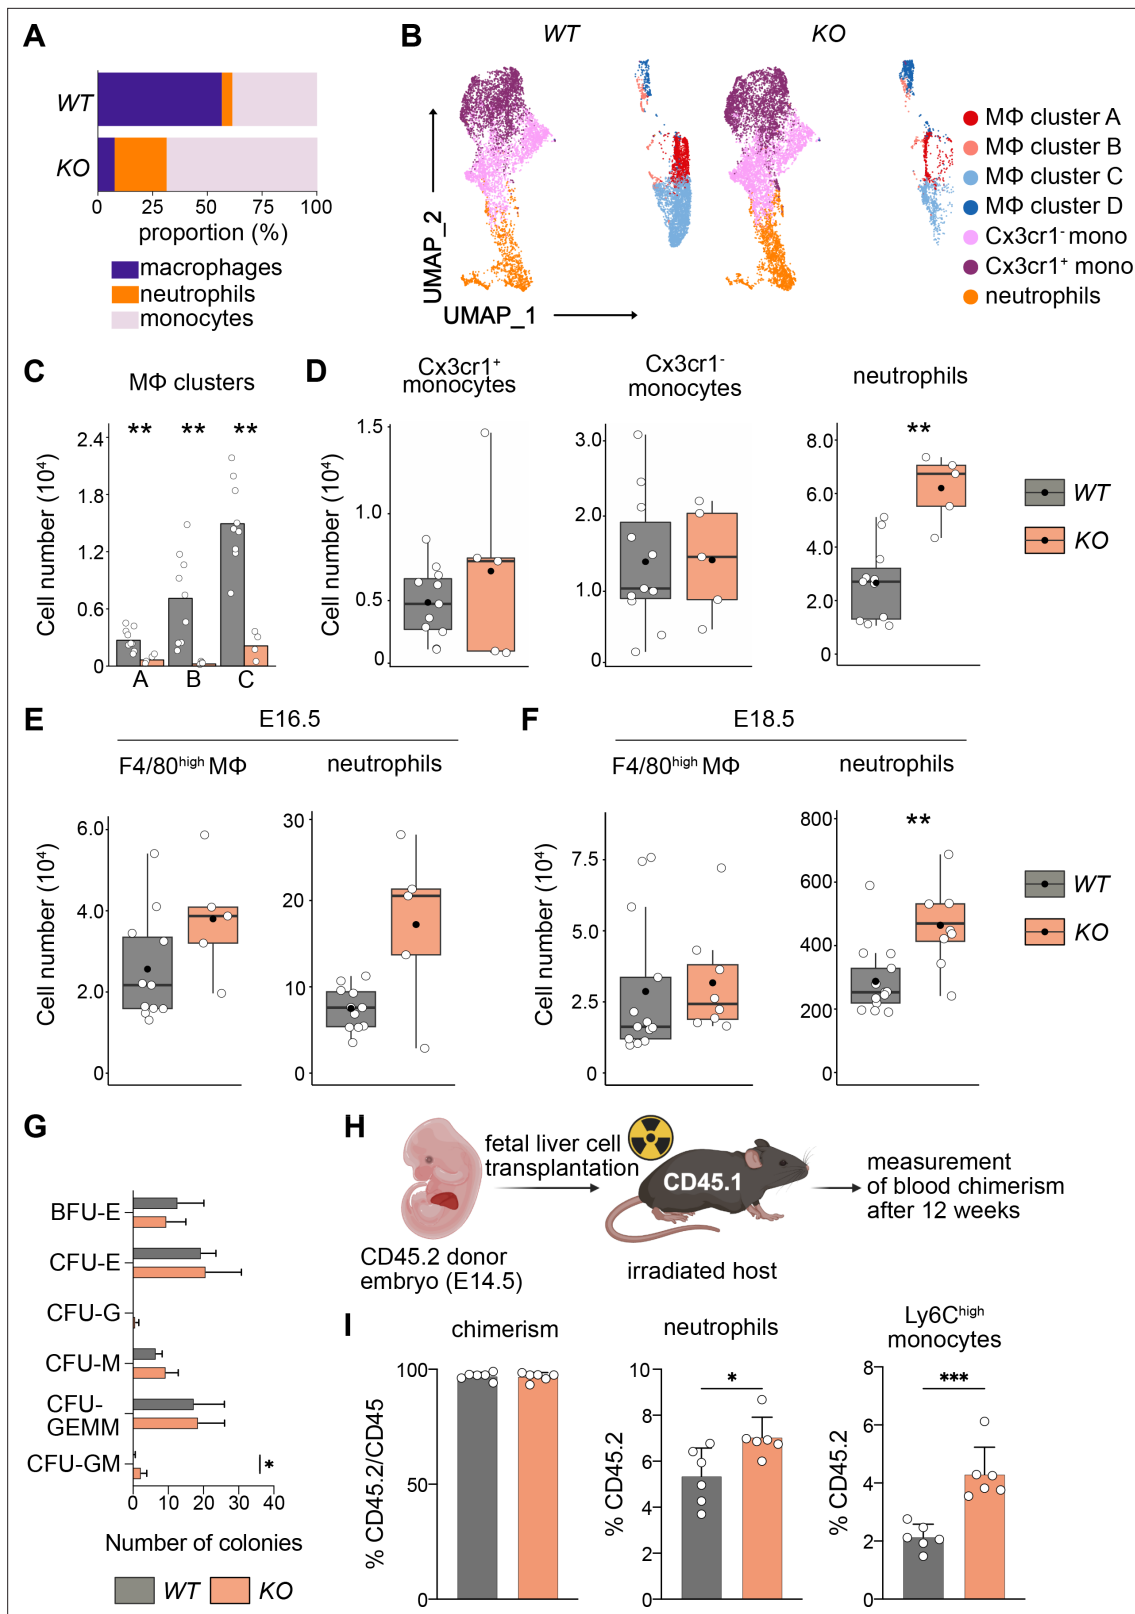 A
WT
KO
0 25 50 75 100
proportion (%)
macrophages
neutrophils
monocytes
B
WT
KO
UMAP_2
UMAP_1
MΦ cluster A
MΦ cluster B
MΦ cluster C
MΦ cluster D
Cx3cr1⁻ mono
Cx3cr1⁺ mono
neutrophils
C
MΦ clusters
Cell number (10⁴)
** ** **
2.4
1.8
1.2
0.6
0
A B C
D
Cx3cr1⁺
monocytes
Cell number (10⁴)
1.5
1.0
0.5
0
Cx3cr1⁻
monocytes
3.0
2.0
1.0
0
neutrophils
**
8.0
6.0
4.0
2.0
0
WT
KO
E
E16.5
F4/80ʰⁱᵍʰ MΦ
Cell number (10⁴)
6.0
4.0
2.0
0
neutrophils
30
20
10
0
F
E18.5
F4/80ʰⁱᵍʰ MΦ
Cell number (10⁴)
7.5
5.0
2.5
0
neutrophils
**
800
600
400
200
0
WT
KO
G
BFU-E
CFU-E
CFU-G
CFU-M
CFU-
GEMM
CFU-GM
*
0 10 20 30 40
Number of colonies
WT KO
H
fetal liver cell
transplantation
CD45.1
measurement
of blood chimerism
after 12 weeks
CD45.2 donor
embryo (E14.5)
irradiated host
I
chimerism
% CD45.2/CD45
100
50
0
neutrophils
% CD45.2
*
10
8
6
4
2
0
Ly6Cʰⁱᵍʰ
monocytes
% CD45.2
***
8
6
4
2
0